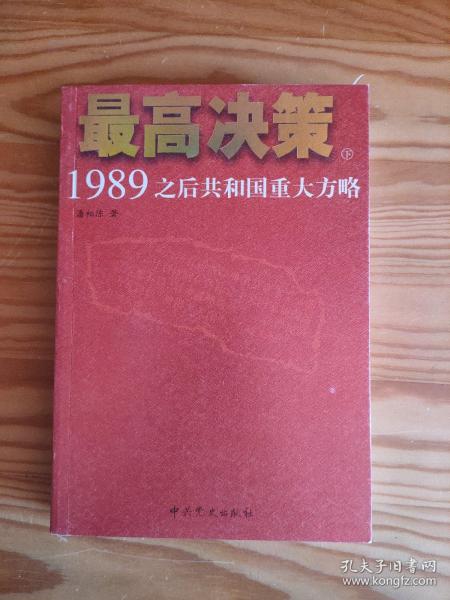 最高决策
下
1989之后共和国重大方略
潘相陈 著
中共党史出版社
孔夫子旧书网
www.kongfz.com